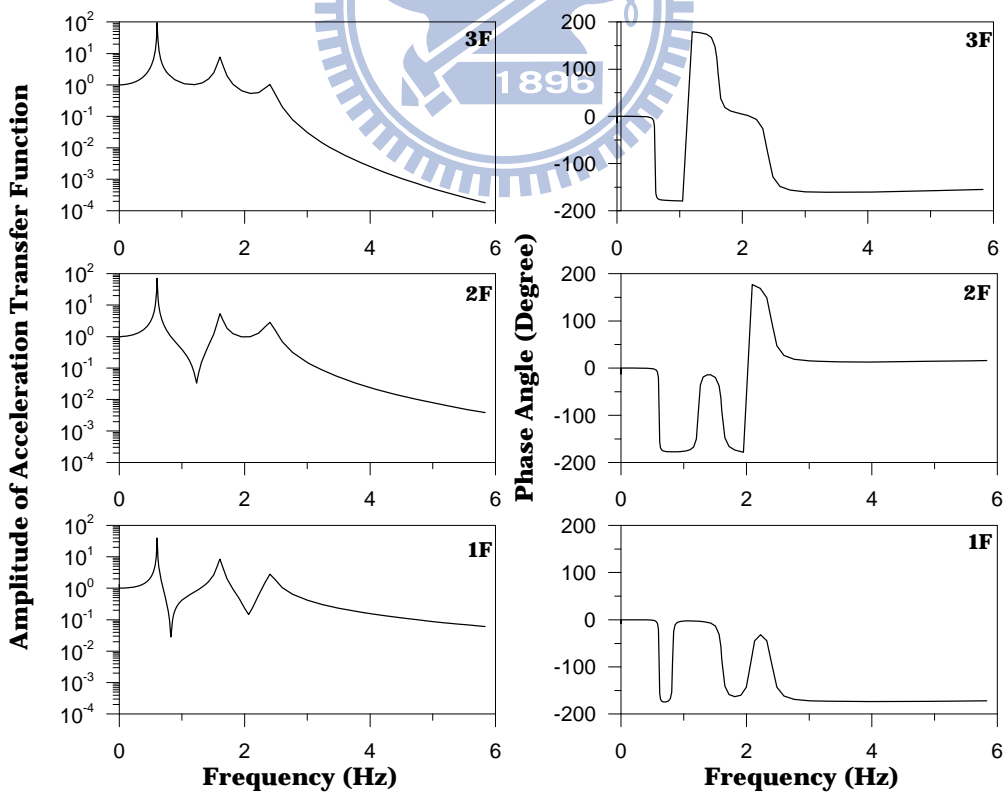 Amplitude of Acceleration Transfer Function
10^2
10^1
10^0
10^-1
10^-2
10^-3
10^-4
3F
0 2 4 6
10^2
10^1
10^0
10^-1
10^-2
10^-3
10^-4
2F
0 2 4 6
10^2
10^1
10^0
10^-1
10^-2
10^-3
10^-4
1F
0 2 4 6
Frequency (Hz)
1896
Phase Angle (Degree)
200
100
0
-100
-200
3F
0 2 4 6
200
100
0
-100
-200
2F
0 2 4 6
200
100
0
-100
-200
1F
0 2 4 6
Frequency (Hz)